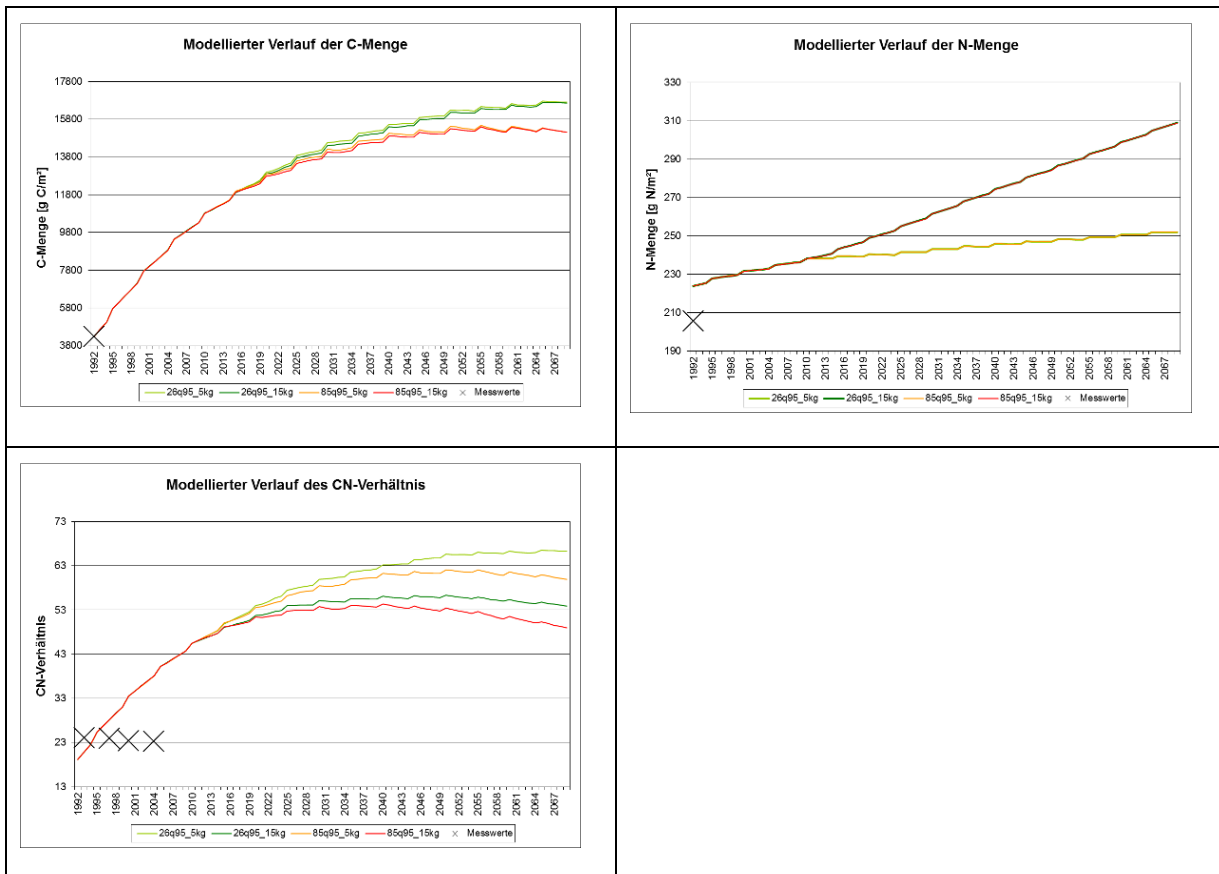 Modellierter Verlauf der C-Menge
C-Menge [g C/m²]
17800
15800
13800
11800
9800
7800
5800
3800
1992 1995 1998 2001 2004 2007 2010 2013 2016 2019 2022 2025 2028 2031 2034 2037 2040 2043 2046 2049 2052 2055 2058 2061 2064 2067
26q95_5kg 26q95_15kg 85q95_5kg 85q95_15kg × Messwerte
Modellierter Verlauf der N-Menge
N-Menge [g N/m²]
330
310
290
270
250
230
210
190
1992 1995 1998 2001 2004 2007 2010 2013 2016 2019 2022 2025 2028 2031 2034 2037 2040 2043 2046 2049 2052 2055 2058 2061 2064 2067
26q95_5kg 26q95_15kg 85q95_5kg 85q95_15kg × Messwerte
Modellierter Verlauf des CN-Verhältnis
CN-Verhältnis
73
63
53
43
33
23
13
1992 1995 1998 2001 2004 2007 2010 2013 2016 2019 2022 2025 2028 2031 2034 2037 2040 2043 2046 2049 2052 2055 2058 2061 2064 2067
26q95_5kg 26q95_15kg 85q95_5kg 85q95_15kg × Messwerte